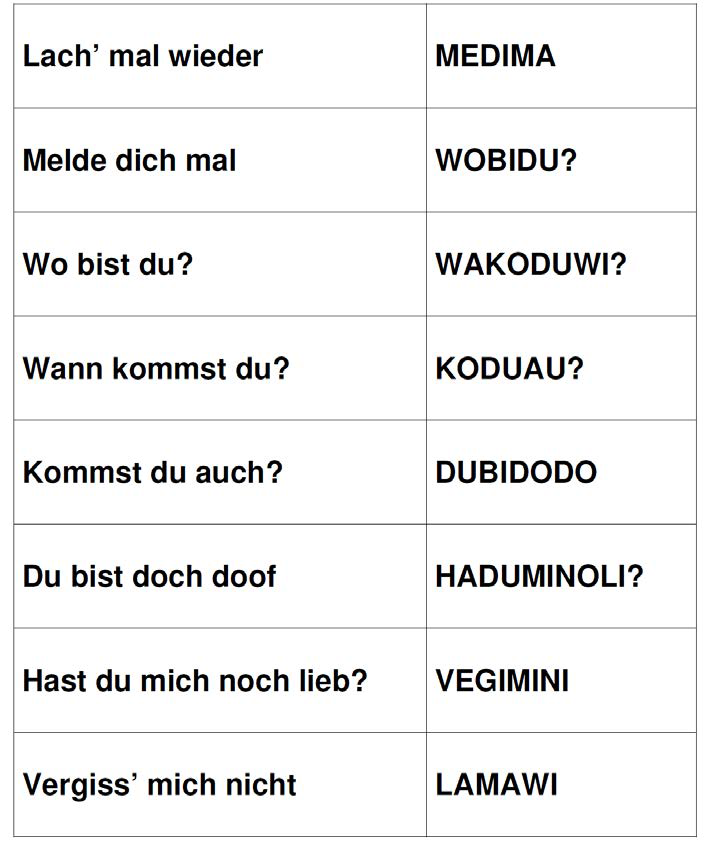 Lach’ mal wieder MEDIMA
Melde dich mal WOBIDU?
Wo bist du? WAKODUWI?
Wann kommst du? KODUAU?
Kommst du auch? DUBIDODO
Du bist doch doof HADUMINOLI?
Hast du mich noch lieb? VEGIMINI
Vergiss’ mich nicht LAMAWI